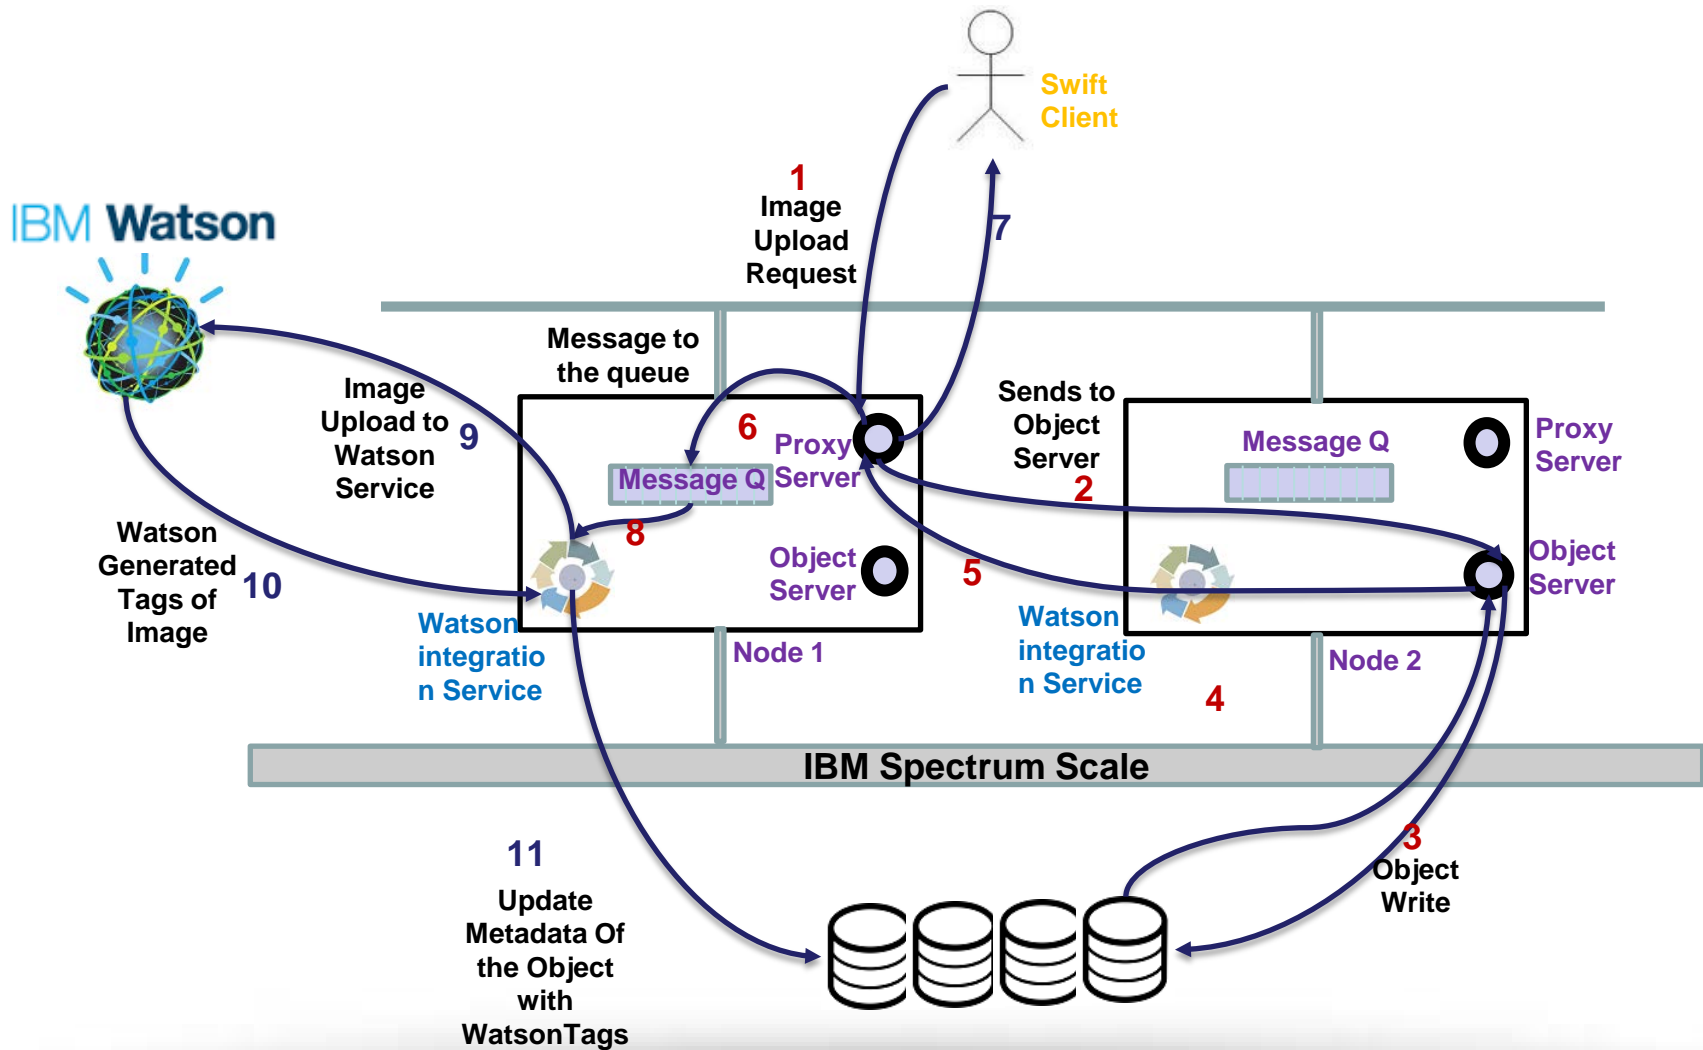 Swift
Client
1
Image
Upload
Request
7
IBM Watson
Message to
the queue
Image
Upload to
Watson
Service
9
6
Proxy
Server
Message Q
8
Object
Server
Sends to
Object
Server
2
Message Q
Proxy
Server
5
Object
Server
Watson
Generated
Tags of
Image
10
Watson
integratio
n Service
Node 1
Watson
integratio
n Service
Node 2
4
IBM Spectrum Scale
3
Object
Write
11
Update
Metadata Of
the Object
with
WatsonTags